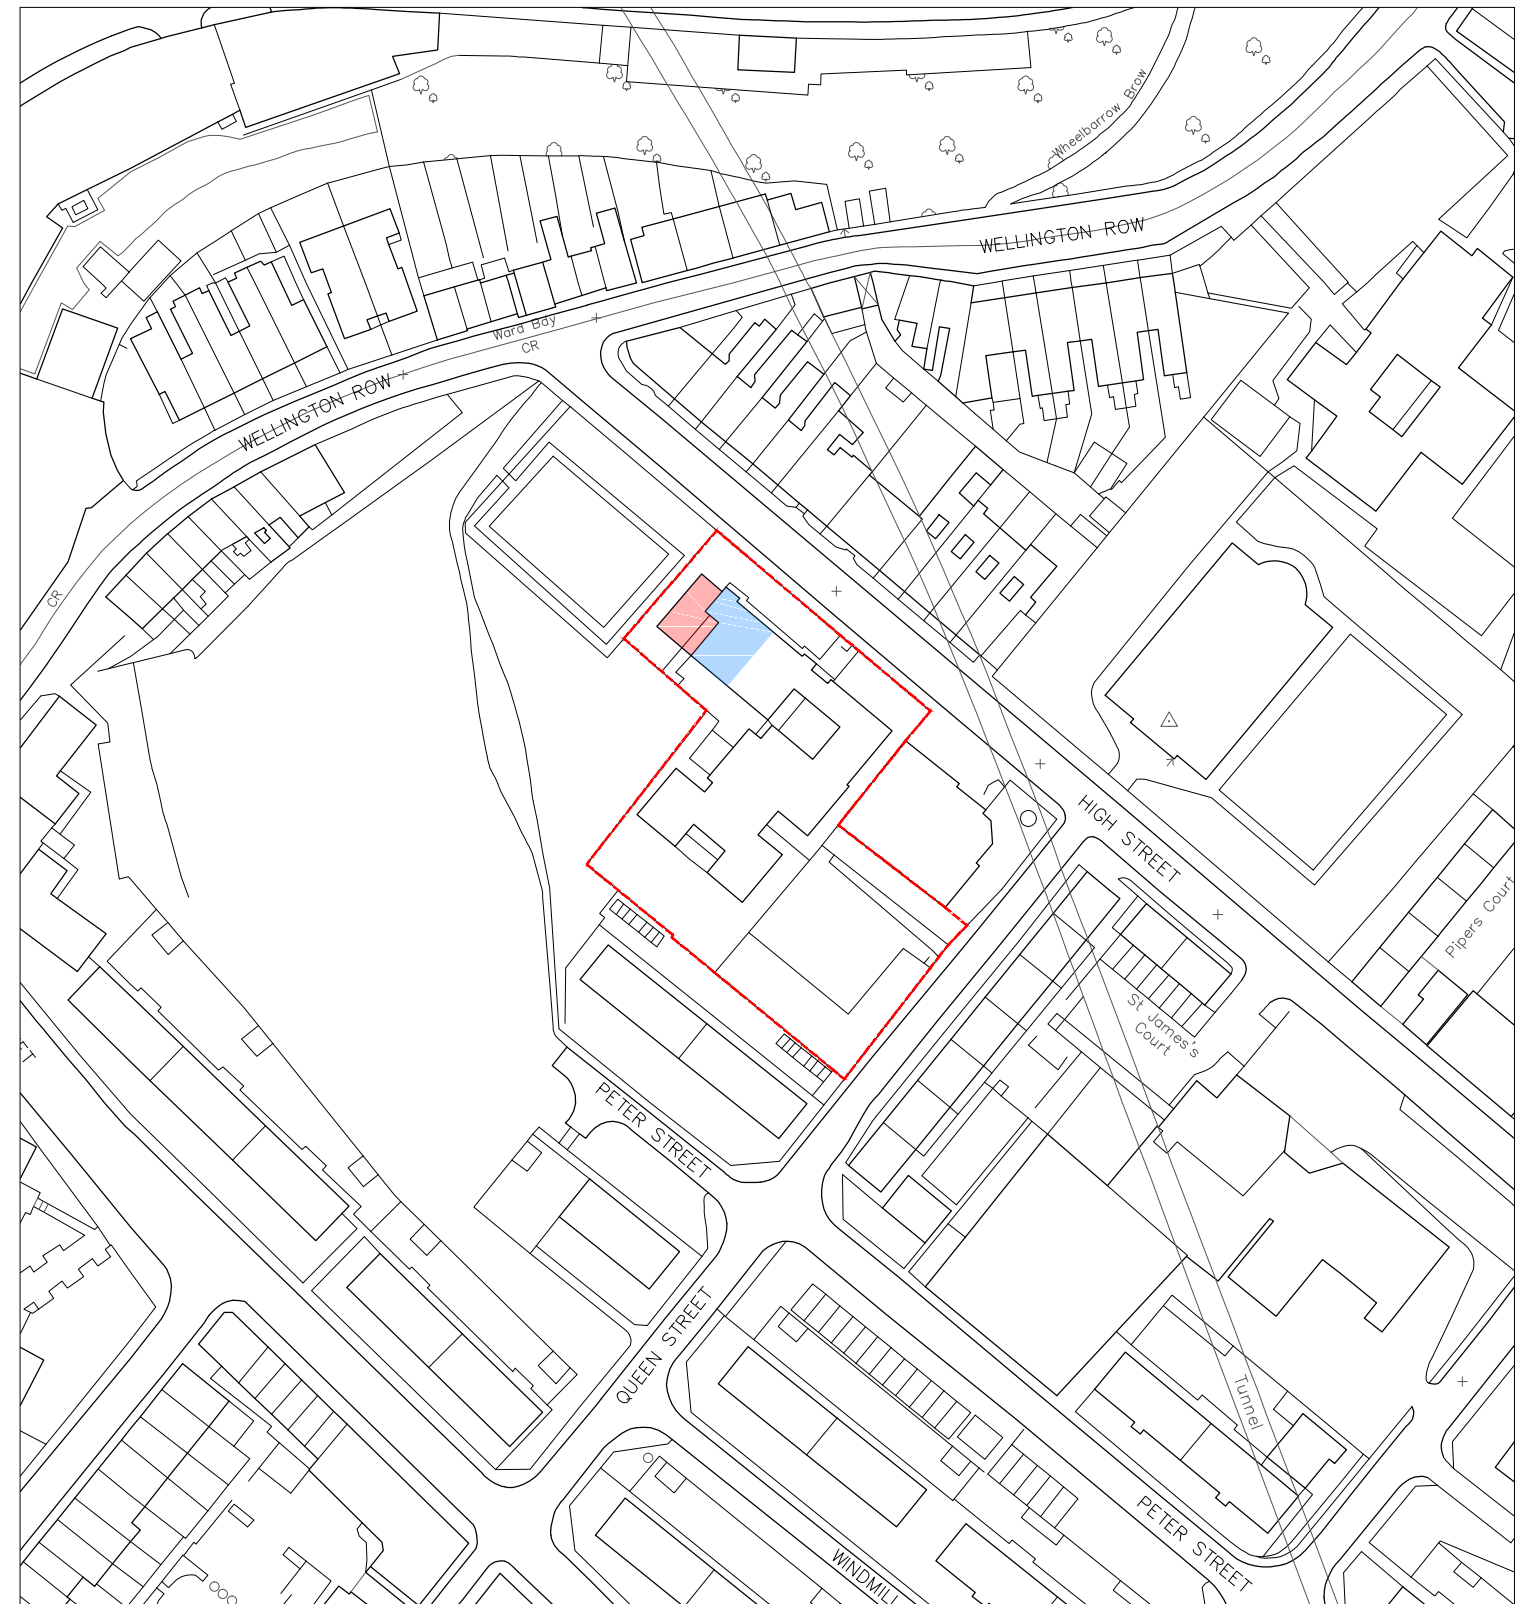 Wheelbarrow Brow
WELLINGTON ROW
Ward Bdy
CR
WELLINGTON ROW
CR
HIGH STREET
Pipers Court
St James's
Court
PETER STREET
QUEEN STREET
Tunnel
PETER STREET
WINDMILL